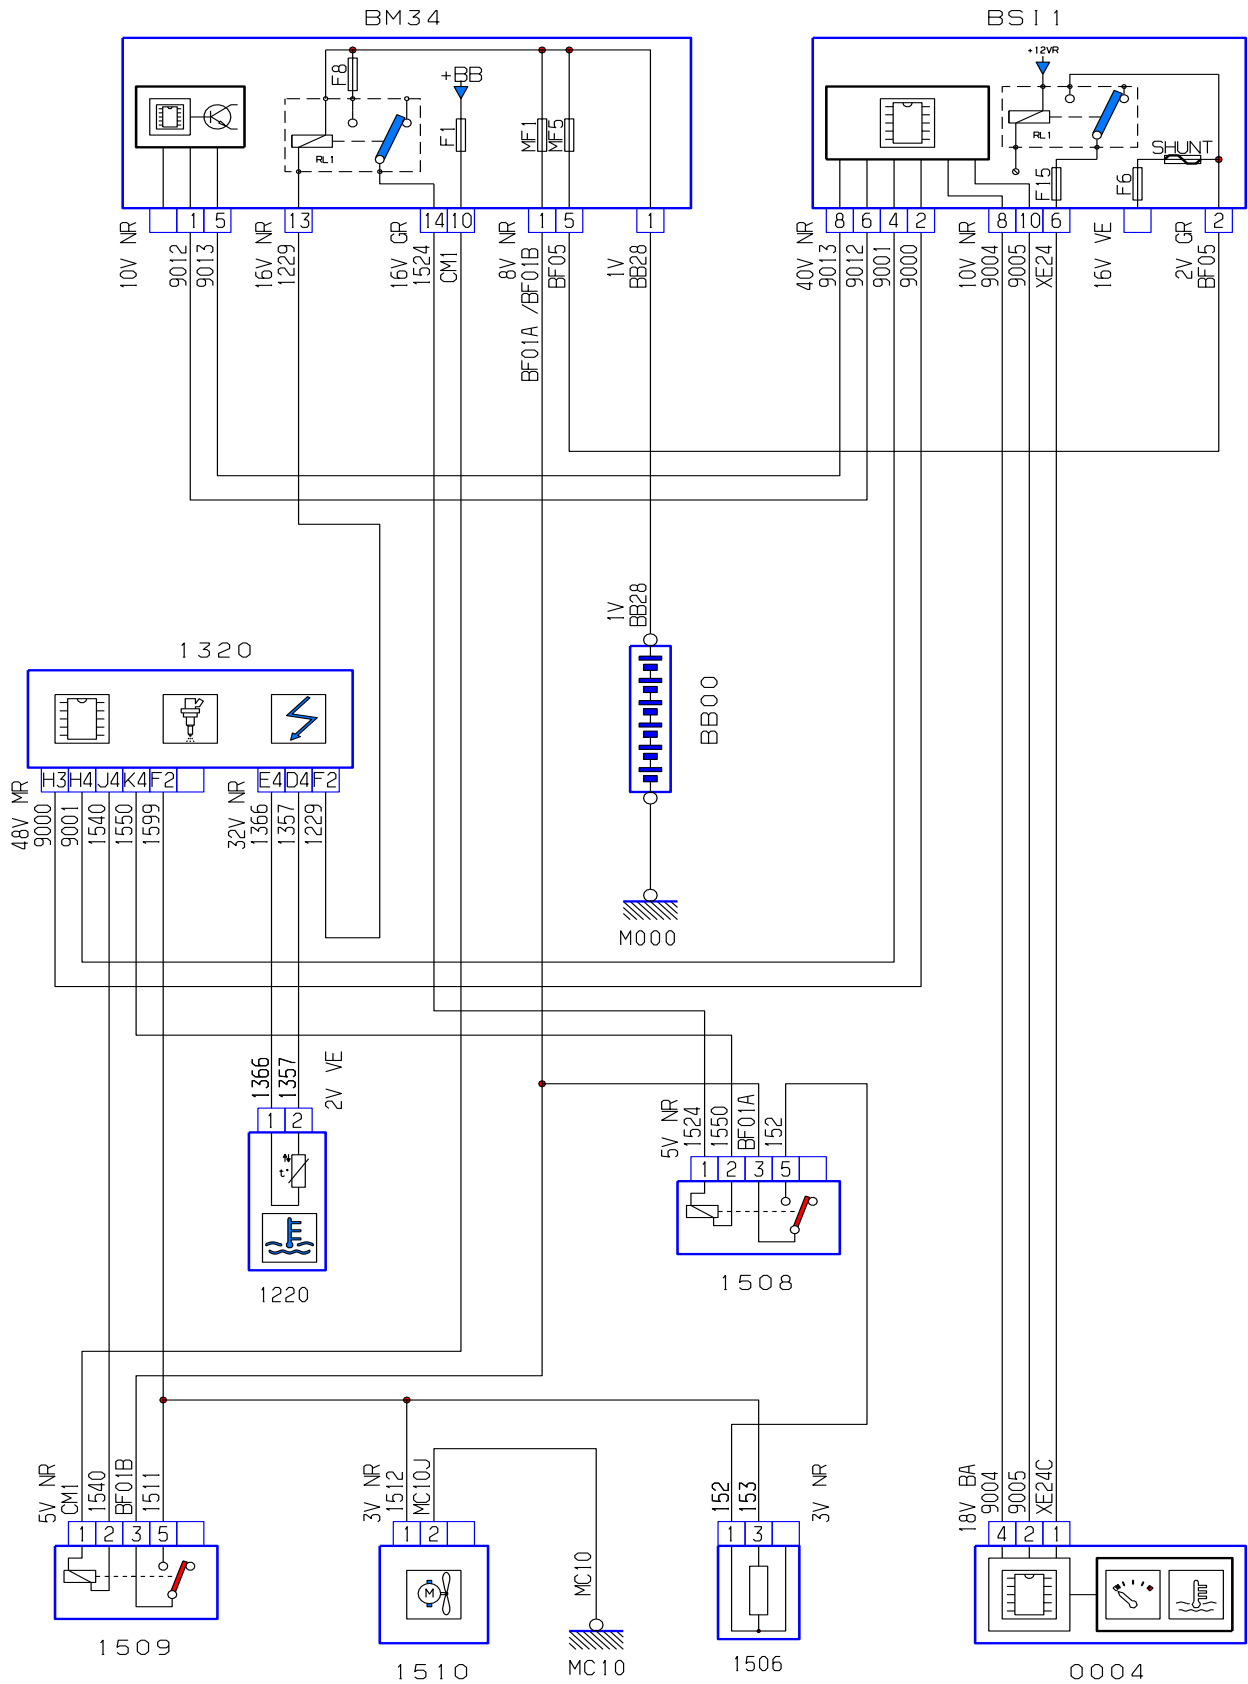 BM34
BSI1
+12VR
F8
+BB
F1
MF1
MF5
RL1
RL1
SHUNT
F15
F6
1
5
13
14
10
1
5
1
8
6
4
2
8
10
6
2
10V NR
9012
9013
16V NR
1229
16V GR
1524
CM1
8V NR
BF01A /BF01B
BF05
1V
BB28
40V NR
9013
9012
9001
9000
10V NR
9004
9005
XE24
16V VE
2V GR
BF05
1V
BB28
1320
BB00
H3
H4
J4
K4
F2
E4
D4
F2
48V MR
9000
9001
1540
1550
1599
32V NR
1366
1357
1229
M000
1366
1357
2V VE
1
2
t°
1220
5V NR
1524
1550
BF01A
152
1
2
3
5
1508
5V NR
CM1
1540
BF01B
1511
1
2
3
5
1509
3V NR
1512
MC10J
1
2
M
1510
MC10
MC10
152
153
3V NR
1
3
1506
18V BA
9004
9005
XE24C
4
2
1
0004